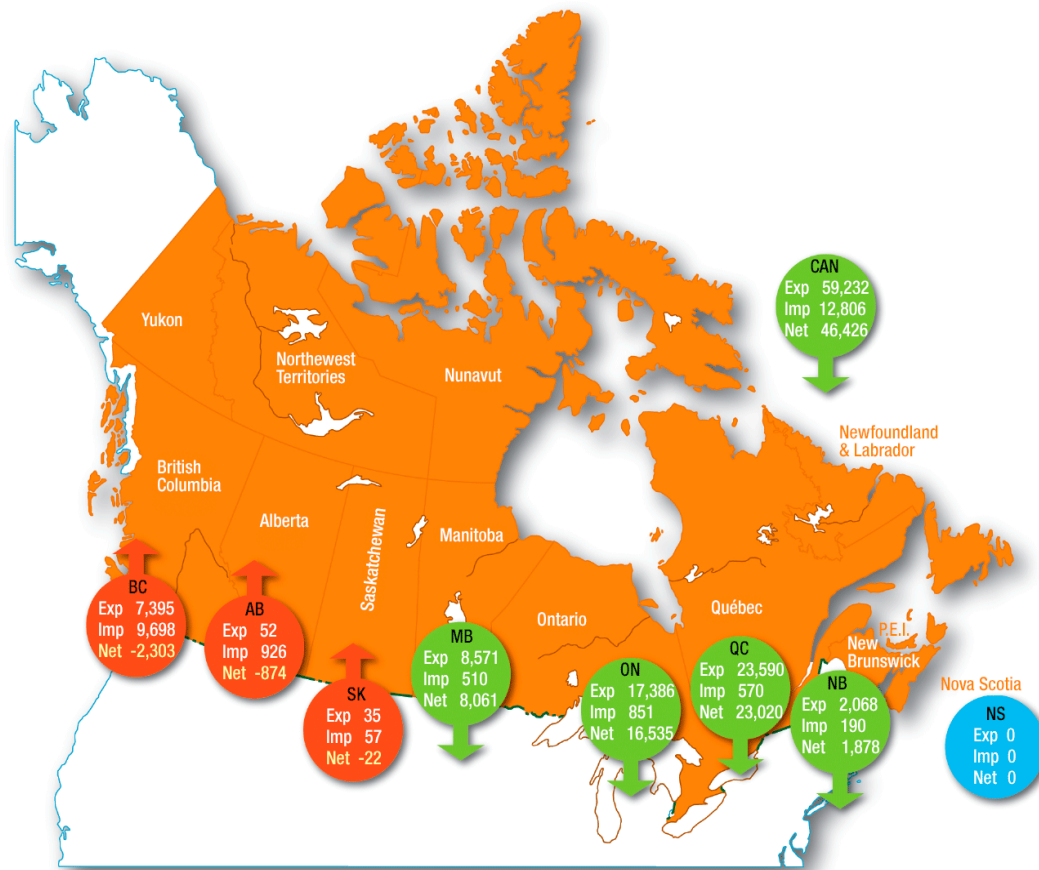 CAN
Exp 59,232
Imp 12,806
Net 46,426
Yukon
Northewest
Territories
Nunavut
Newfoundland
& Labrador
British
Columbia
Alberta
Saskatchewan
Manitoba
Ontario
Québec
P.E.I.
New
Brunswick
Nova Scotia
BC
Exp 7,395
Imp 9,698
Net -2,303
AB
Exp 52
Imp 926
Net -874
SK
Exp 35
Imp 57
Net -22
MB
Exp 8,571
Imp 510
Net 8,061
ON
Exp 17,386
Imp 851
Net 16,535
QC
Exp 23,590
Imp 570
Net 23,020
NB
Exp 2,068
Imp 190
Net 1,878
NS
Exp 0
Imp 0
Net 0